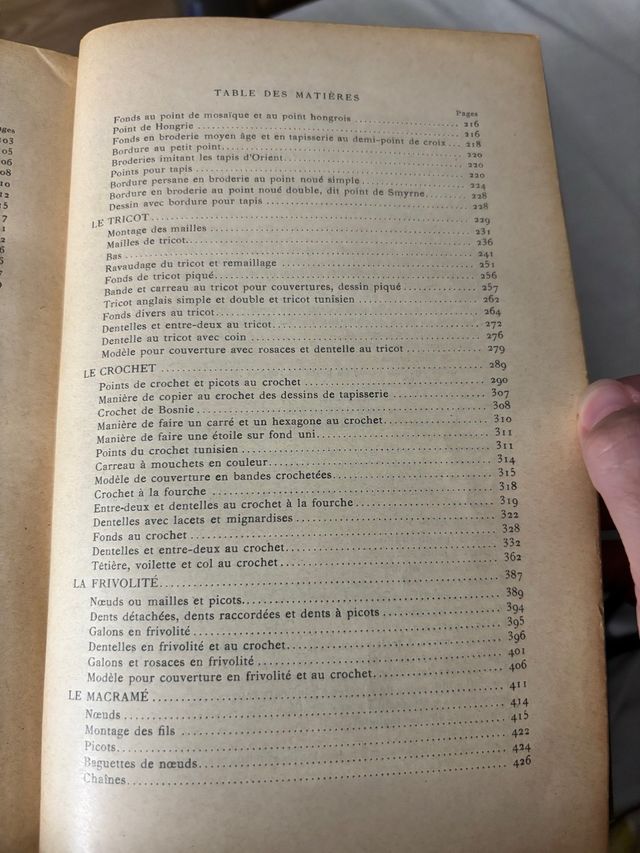 TABLE DES MATIÈRES
Pages
Fonds au point de mosaïque et au point hongrois 216
Point de Hongrie 216
Fonds en broderie moyen âge et en tapisserie au demi-point de croix 218
Bordure au petit point 220
Broderies imitant les tapis d'Orient 220
Points pour tapis 220
Bordure persane en broderie au point noué simple 224
Bordure en broderie au point noué double, dit point de Smyrne 228
Dessin avec bordure pour tapis 228
LE TRICOT 229
Montage des mailles 231
Mailles de tricot 236
Bas 241
Ravaudage du tricot et remaillage 251
Fonds de tricot piqué 256
Bande et carreau au tricot pour couvertures, dessin piqué 257
Tricot anglais simple et double et tricot tunisien 262
Fonds divers au tricot 264
Dentelles et entre-deux au tricot 272
Dentelle au tricot avec coin 276
Modèle pour couverture avec rosaces et dentelle au tricot 279
LE CROCHET 289
Points de crochet et picots au crochet 290
Manière de copier au crochet des dessins de tapisserie 307
Crochet de Bosnie 308
Manière de faire un carré et un hexagone au crochet 310
Manière de faire une étoile sur fond uni 311
Points du crochet tunisien 311
Carreau à mouchets en couleur 314
Modèle de couverture en bandes crochetées 315
Crochet à la fourche 318
Entre-deux et dentelles au crochet à la fourche 319
Dentelles avec lacets et mignardises 322
Fonds au crochet 328
Dentelles et entre-deux au crochet 332
Têtière, voilette et col au crochet 362
LA FRIVOLITÉ 387
Nœuds ou mailles et picots 389
Dents détachées, dents raccordées et dents à picots 394
Galons en frivolité 395
Dentelles en frivolité et au crochet 396
Galons et rosaces en frivolité 401
Modèle pour couverture en frivolité et au crochet 406
LE MACRAMÉ 411
Nœuds 414
Montage des fils 415
Picots 422
Baguettes de nœuds 424
Chaînes 426